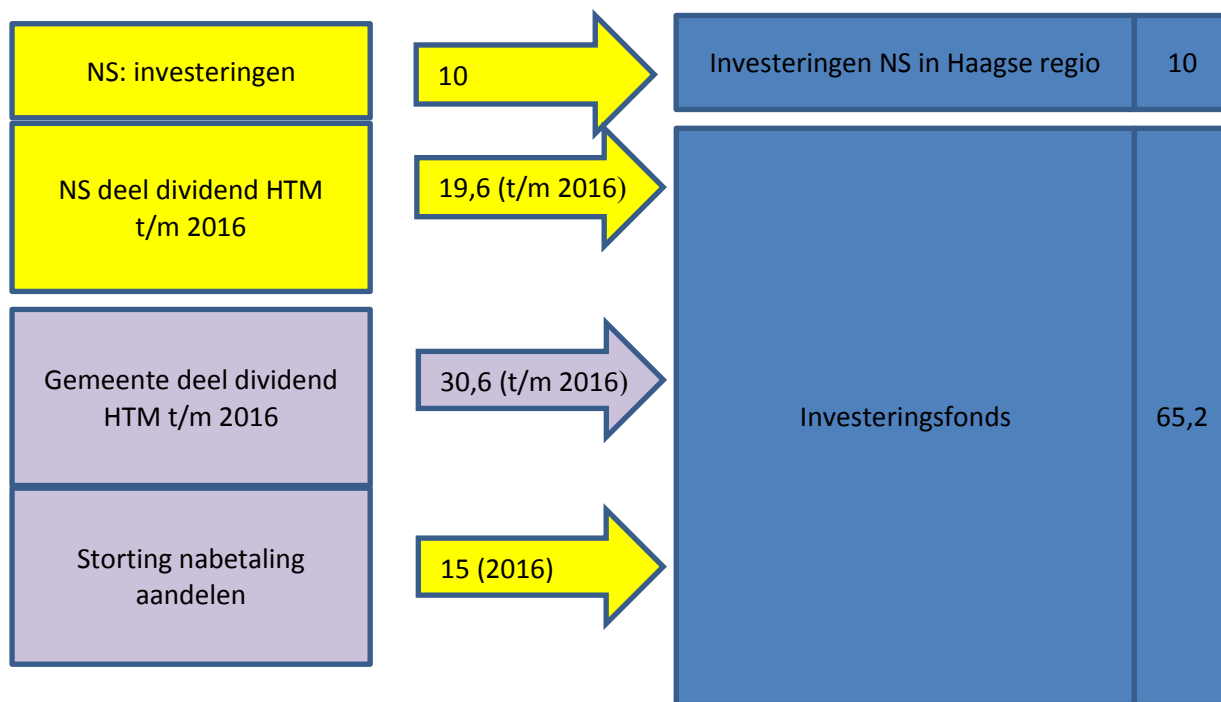 NS: investeringen
10
Investeringen NS in Haagse regio
10
NS deel dividend HTM
t/m 2016
19,6 (t/m 2016)
Gemeente deel dividend
HTM t/m 2016
30,6 (t/m 2016)
Investeringsfonds
65,2
Storting nabetaling
aandelen
15 (2016)